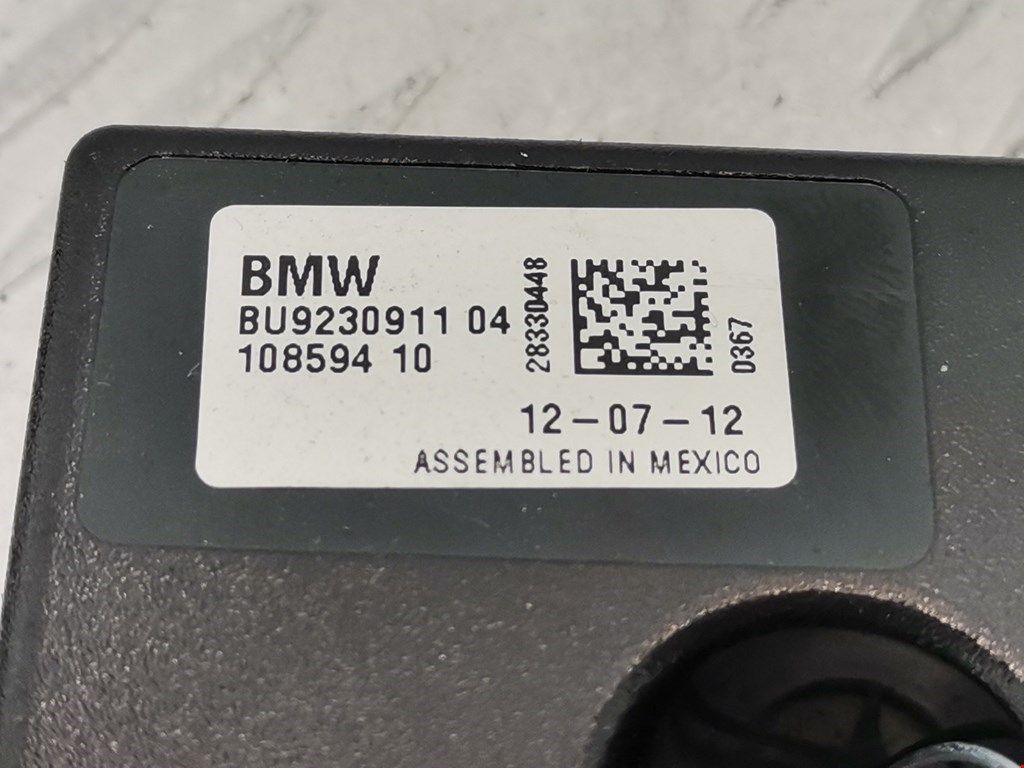 BMW
BU9230911 04
108594 10
28330448
0367
12-07-12
ASSEMBLED IN MEXICO